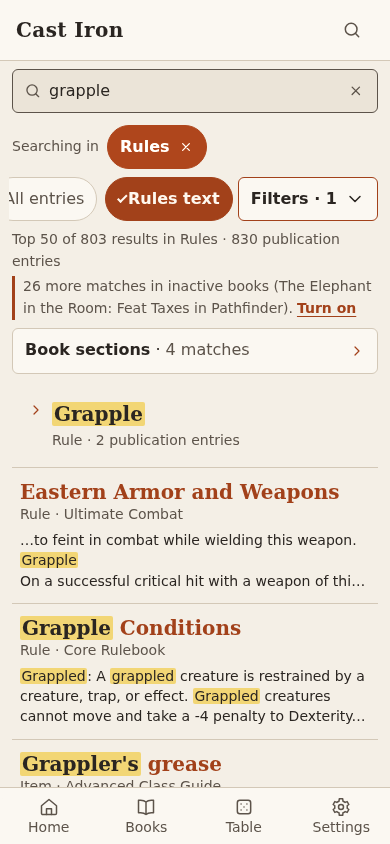 Cast Iron
grapple
Searching in Rules
All entries Rules text Filters · 1
Top 50 of 803 results in Rules · 830 publication
entries
26 more matches in inactive books (The Elephant
in the Room: Feat Taxes in Pathfinder). Turn on
Book sections · 4 matches
Grapple
Rule · 2 publication entries
Eastern Armor and Weapons
Rule · Ultimate Combat
…to feint in combat while wielding this weapon.
Grapple
On a successful critical hit with a weapon of thi…
Grapple Conditions
Rule · Core Rulebook
Grappled: A grappled creature is restrained by a
creature, trap, or effect. Grappled creatures
cannot move and take a -4 penalty to Dexterity…
Grappler's grease
Item · Advanced Class Guide
Home Books Table Settings